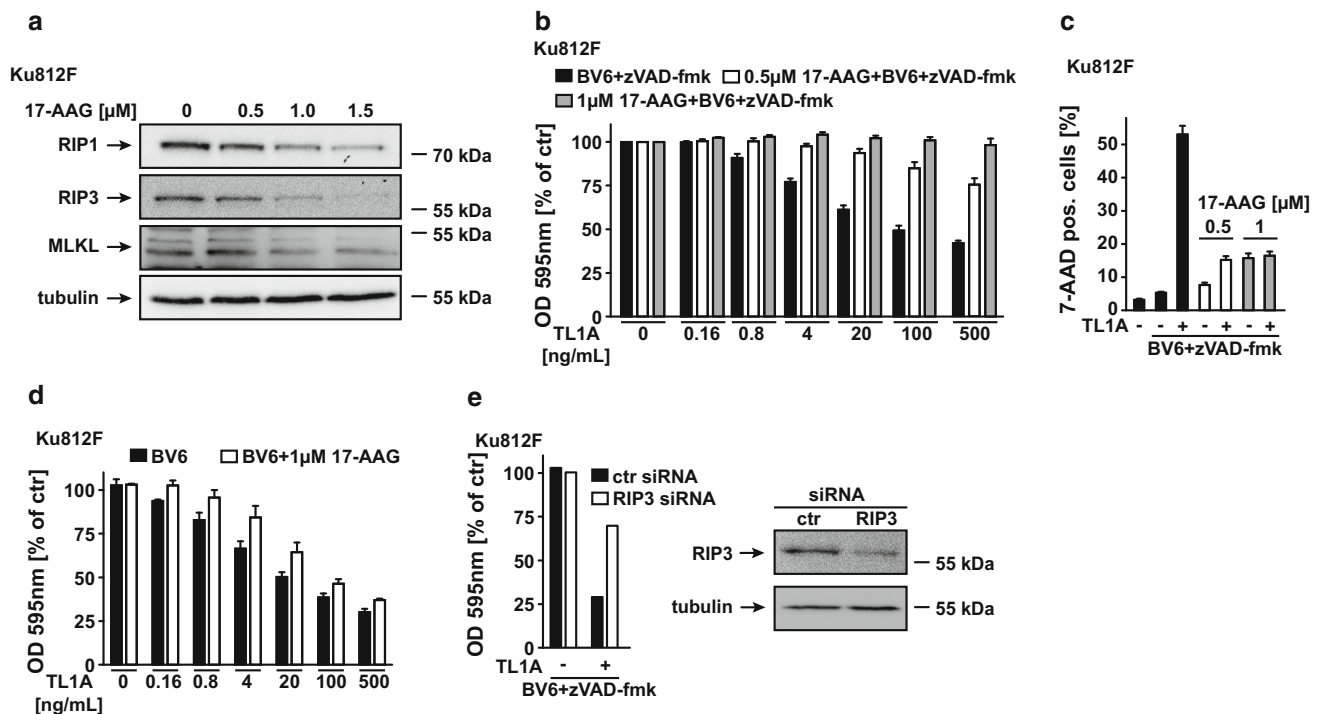 a
Ku812F
17-AAG [µM] 0 0.5 1.0 1.5
RIP1
70 kDa
RIP3
55 kDa
55 kDa
MLKL
tubulin
55 kDa
b
Ku812F
BV6+zVAD-fmk 0.5µM 17-AAG+BV6+zVAD-fmk
1µM 17-AAG+BV6+zVAD-fmk
OD 595nm [% of ctr]
100
75
50
25
0
TL1A 0 0.16 0.8 4 20 100 500
[ng/mL]
c
Ku812F
7-AAD pos. cells [%]
50
40
30
20
10
0
17-AAG [µM]
0.5 1
TL1A - - + - + - +
BV6+zVAD-fmk
d
Ku812F
BV6 BV6+1µM 17-AAG
OD 595nm [% of ctr]
100
75
50
25
0
TL1A 0 0.16 0.8 4 20 100 500
[ng/mL]
e
Ku812F
ctr siRNA
RIP3 siRNA
OD 595nm [% of ctr]
100
75
50
25
0
TL1A - +
BV6+zVAD-fmk
siRNA
ctr RIP3
RIP3
55 kDa
tubulin
55 kDa